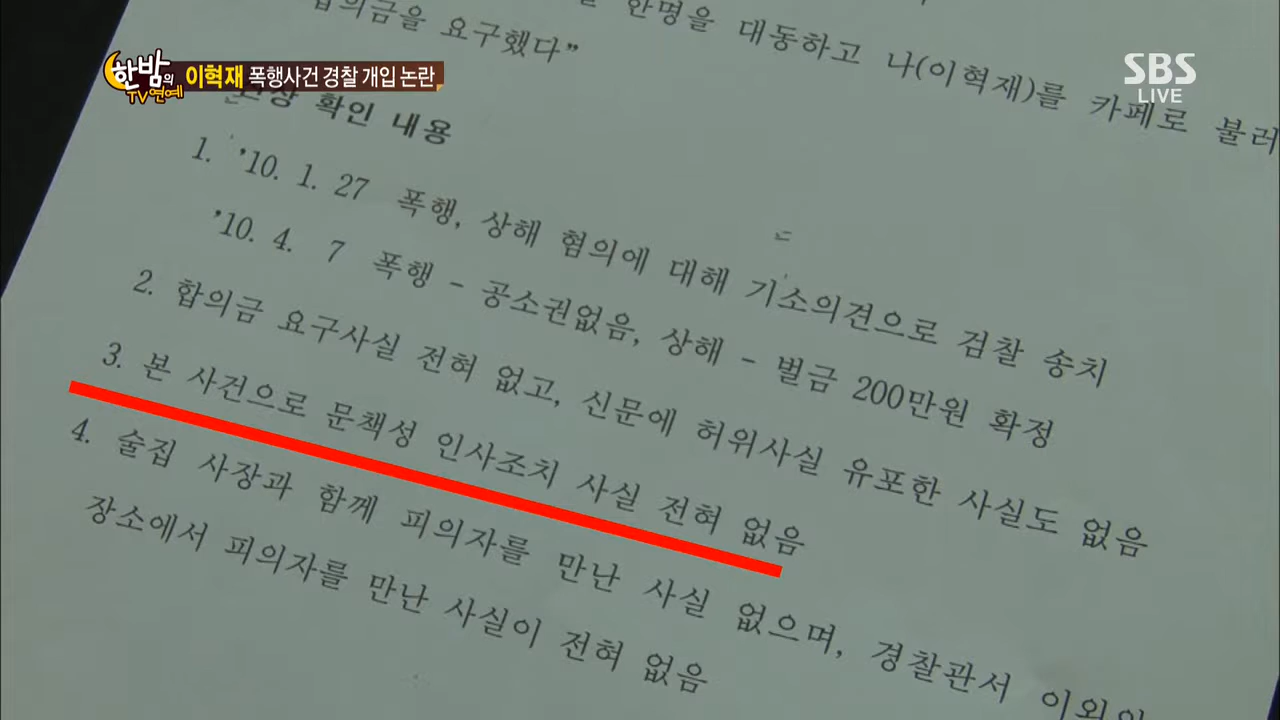 한밤의
TV연예
이혁재 폭행사건 경찰 개입 논란
SBS
LIVE
한명을 대동하고 나(이혁재)를 카페로 불러
합의금을 요구했다”
확인 내용
1. '10. 1. 27 폭행, 상해 혐의에 대해 기소의견으로 검찰 송치
'10. 4. 7 폭행 - 공소권없음, 상해 - 벌금 200만원 확정
2. 합의금 요구사실 전혀 없고, 신문에 허위사실 유포한 사실도 없음
3. 본 사건으로 문책성 인사조치 사실 전혀 없음
4. 술집 사장과 함께 피의자를 만난 사실 없으며, 경찰관서 이외의
장소에서 피의자를 만난 사실이 전혀 없음